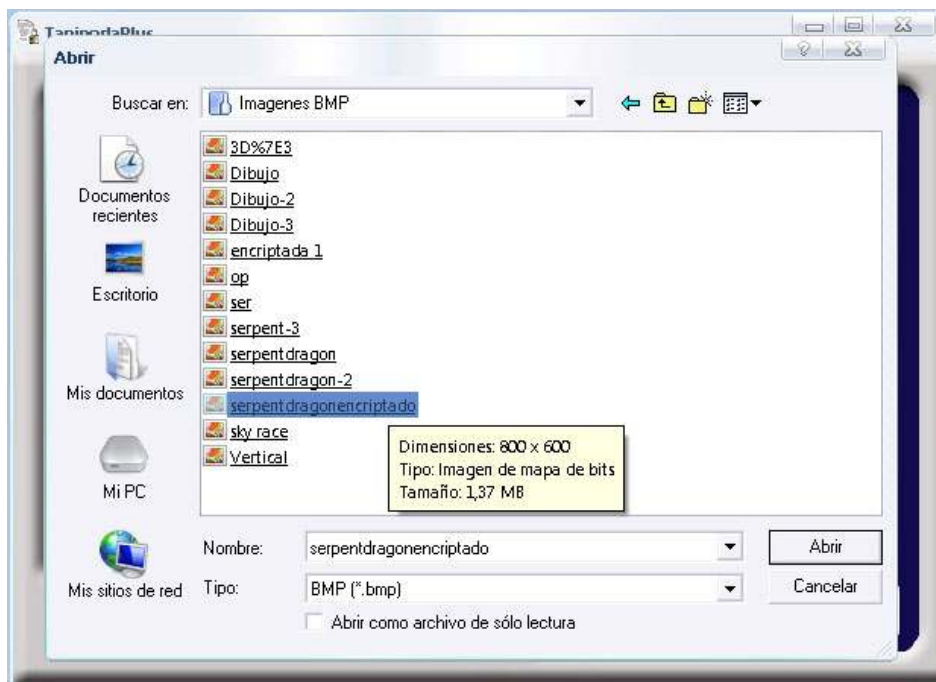 TapipodaPlus
Abrir
Buscar en: Imagenes BMP
Documentos
recientes
Escritorio
Mis documentos
Mi PC
Mis sitios de red
3D%7E3
Dibujo
Dibujo-2
Dibujo-3
encriptada 1
op
ser
serpent-3
serpentdragon
serpentdragon-2
serpentdragonencriptado
sky race
Vertical
Dimensiones: 800 x 600
Tipo: Imagen de mapa de bits
Tamaño: 1,37 MB
Nombre: serpentdragonencriptado Abrir
Tipo: BMP (*.bmp) Cancelar
Abrir como archivo de sólo lectura